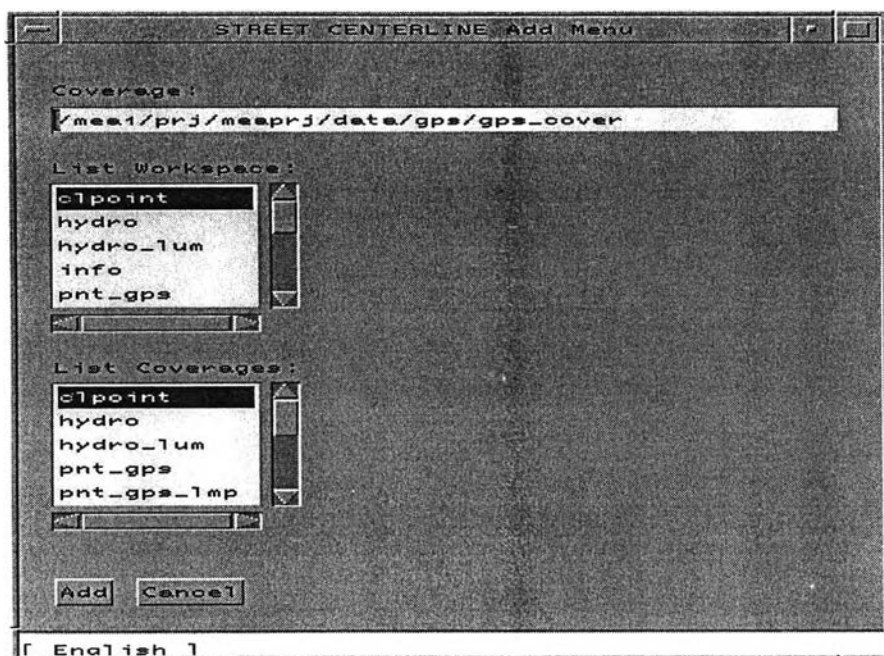 STREET CENTERLINE Add Menu
Coverage:
/mea1/prj/meaprj/data/gps/gps_cover
List Workspace:
clpoint
hydro
hydro_lum
info
pnt_gps
List Coverages:
clpoint
hydro
hydro_lum
pnt_gps
pnt_gps_lmp
Add Cancel
[ English ]